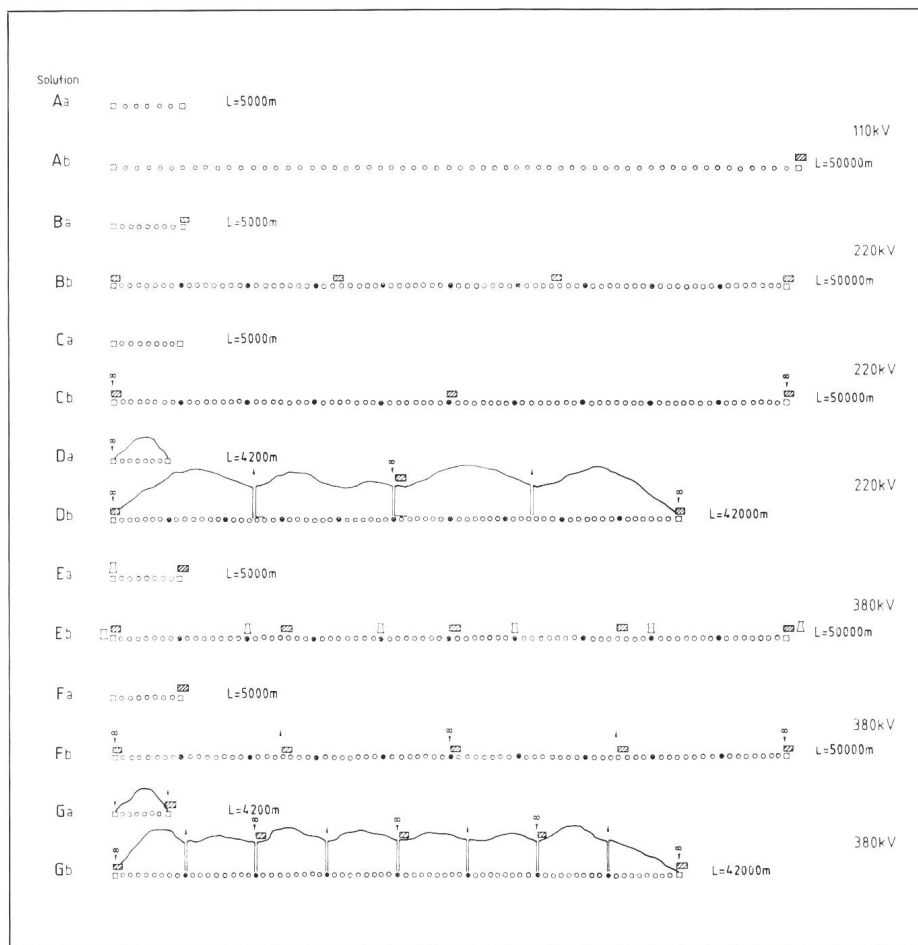 Solution
Aa L=5000m
110kV
Ab L=50000m
Ba L=5000m
220kV
Bb L=50000m
Ca L=5000m
220kV
Cb L=50000m
Da L=4200m
220kV
Db L=42000m
Ea L=5000m
380kV
Eb L=50000m
Fa L=5000m
380kV
Fb L=50000m
Ga L=4200m
380kV
Gb L=42000m